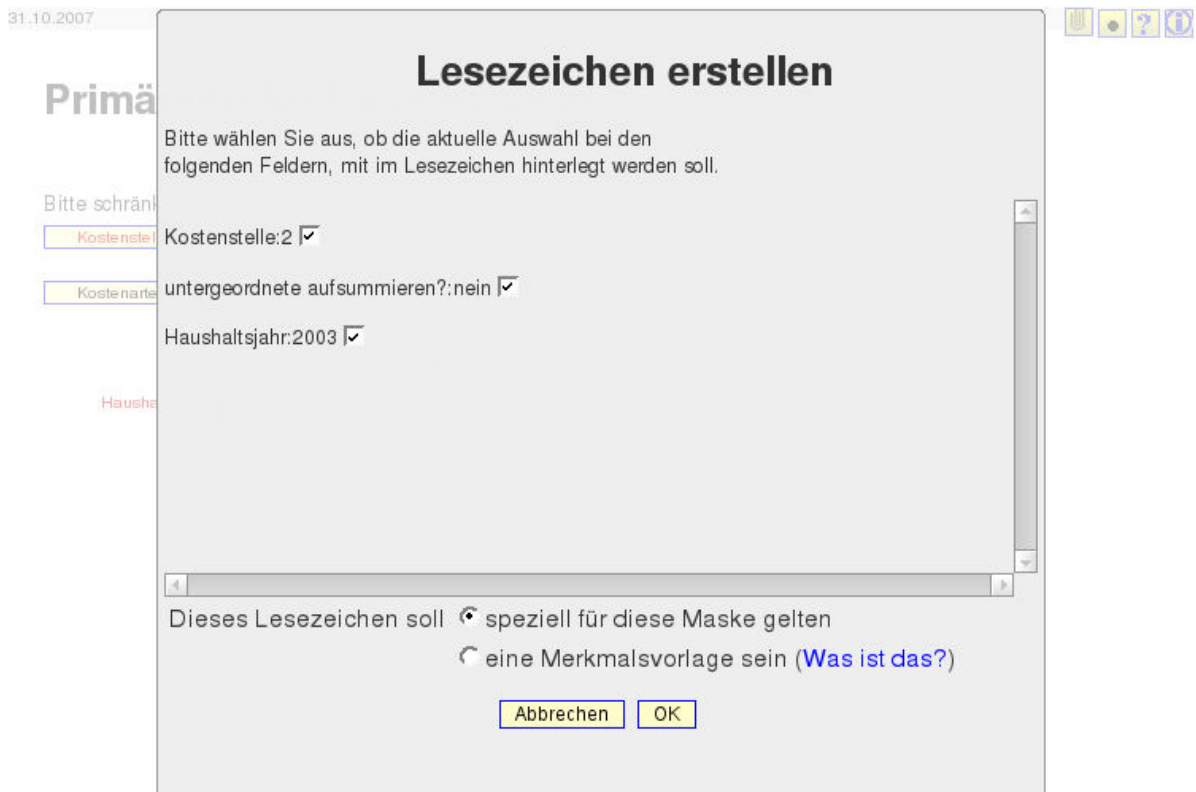 31.10.2007
Lesezeichen erstellen
Primä
Bitte wählen Sie aus, ob die aktuelle Auswahl bei den
folgenden Feldern, mit im Lesezeichen hinterlegt werden soll.
Bitte schränk
Kostenstel
Kostenstelle:2
Kostenarte
untergeordnete aufsummieren?:nein
Haushaltsjahr:2003
Hausha
Dieses Lesezeichen soll speziell für diese Maske gelten
eine Merkmalsvorlage sein (Was ist das?)
Abbrechen OK